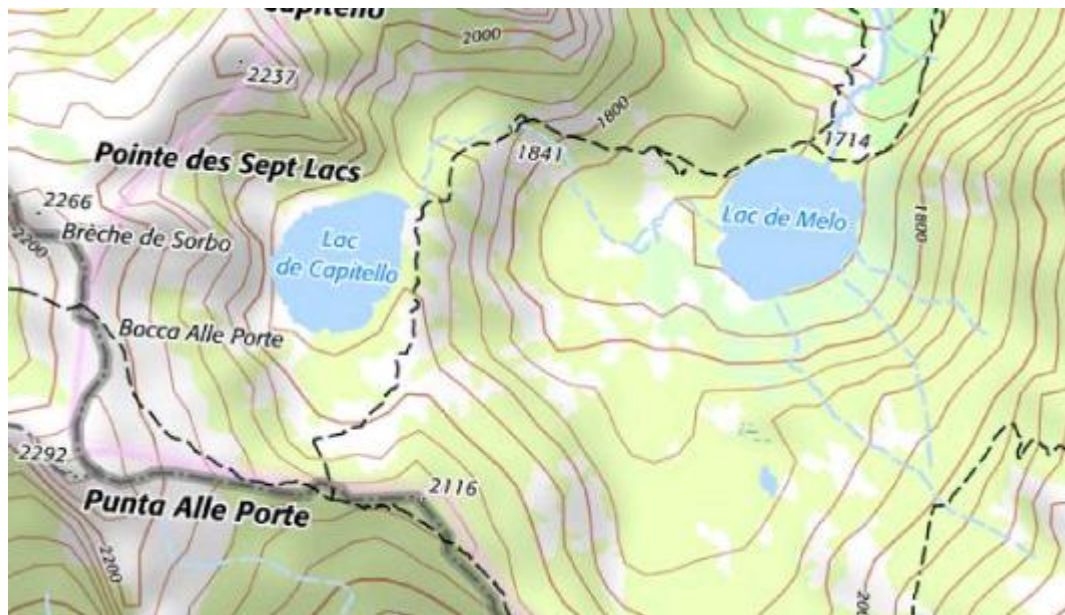 Capitello
2000
2237
1800
1841
1714
Pointe des Sept Lacs
2266
2200
Brèche de Sorbo
Lac
de Capitello
Lac de Melo
1800
Bocca Alle Porte
2292
2116
Punta Alle Porte
2200